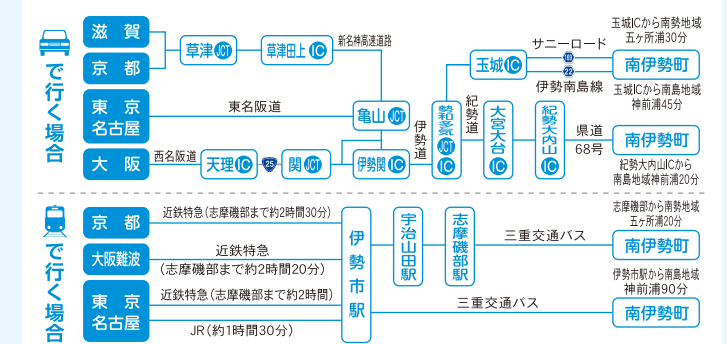 で行く場合
滋賀
京都
東京
名古屋
大阪
草津JCT
草津田上IC
新名神高速道路
東名阪道
亀山JCT
西名阪道
天理IC
25
関JCT
伊勢関IC
伊勢道
勢和多気JCT IC
紀勢道
大宮大台IC
紀勢大内山IC
県道
68号
玉城IC
サニーロード
169
22
伊勢南島線
玉城ICから南勢地域
五ヶ所浦30分
南伊勢町
玉城ICから南島地域
神前浦45分
南伊勢町
紀勢大内山ICから
南島地域神前浦20分
で行く場合
京都
大阪難波
東京
名古屋
近鉄特急(志摩磯部まで約2時間30分)
近鉄特急
(志摩磯部まで約2時間20分)
近鉄特急(志摩磯部まで約2時間)
JR(約1時間30分)
伊勢市駅
宇治山田駅
志摩磯部駅
三重交通バス
志摩磯部から南勢地域
五ヶ所浦20分
南伊勢町
三重交通バス
伊勢市駅から南島地域
神前浦90分
南伊勢町